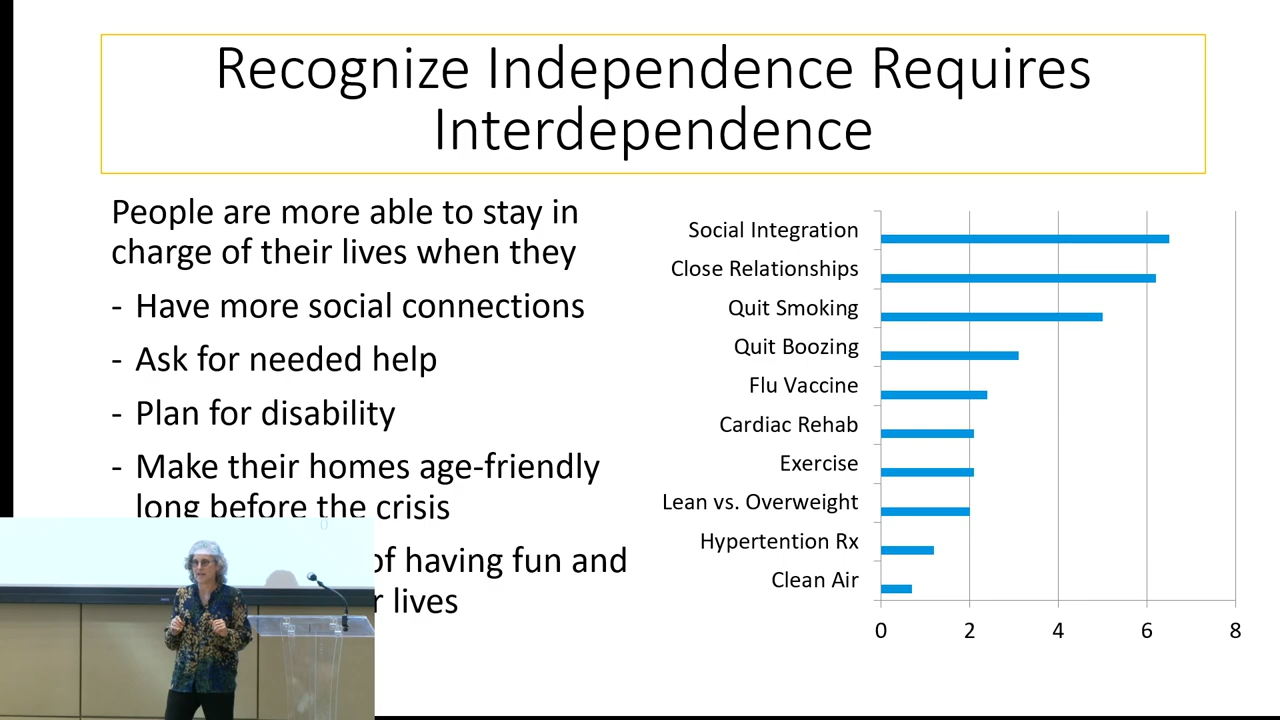 Recognize Independence Requires
Interdependence
People are more able to stay in
charge of their lives when they
- Have more social connections
- Ask for needed help
- Plan for disability
- Make their homes age-friendly
long before the crisis
of having fun and
lives
Social Integration
Close Relationships
Quit Smoking
Quit Boozing
Flu Vaccine
Cardiac Rehab
Exercise
Lean vs. Overweight
Hypertention Rx
Clean Air
0 2 4 6 8